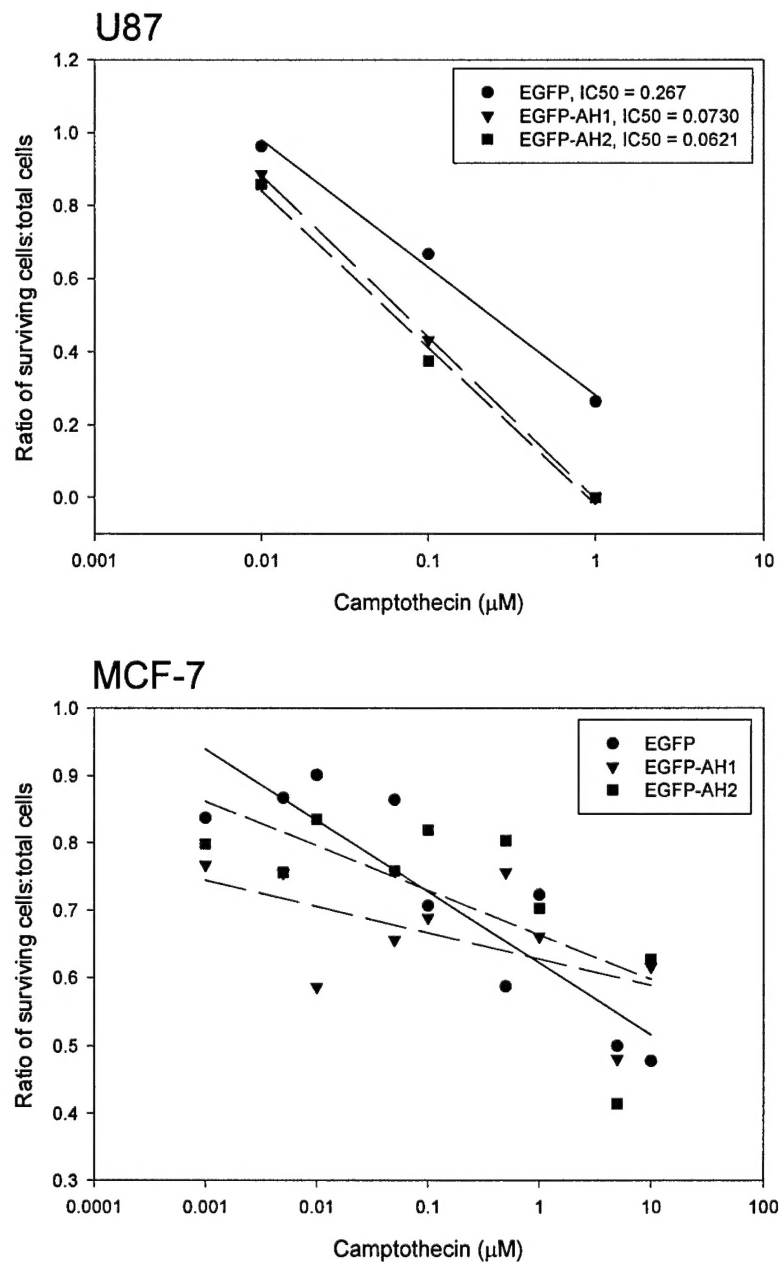 U87
1.2
1.0
0.8
0.6
0.4
0.2
0.0
Ratio of surviving cells:total cells
EGFP, IC50 = 0.267
EGFP-AH1, IC50 = 0.0730
EGFP-AH2, IC50 = 0.0621
0.001 0.01 0.1 1 10
Camptothecin (μM)
MCF-7
1.0
0.9
0.8
0.7
0.6
0.5
0.4
0.3
Ratio of surviving cells:total cells
EGFP
EGFP-AH1
EGFP-AH2
0.0001 0.001 0.01 0.1 1 10 100
Camptothecin (μM)